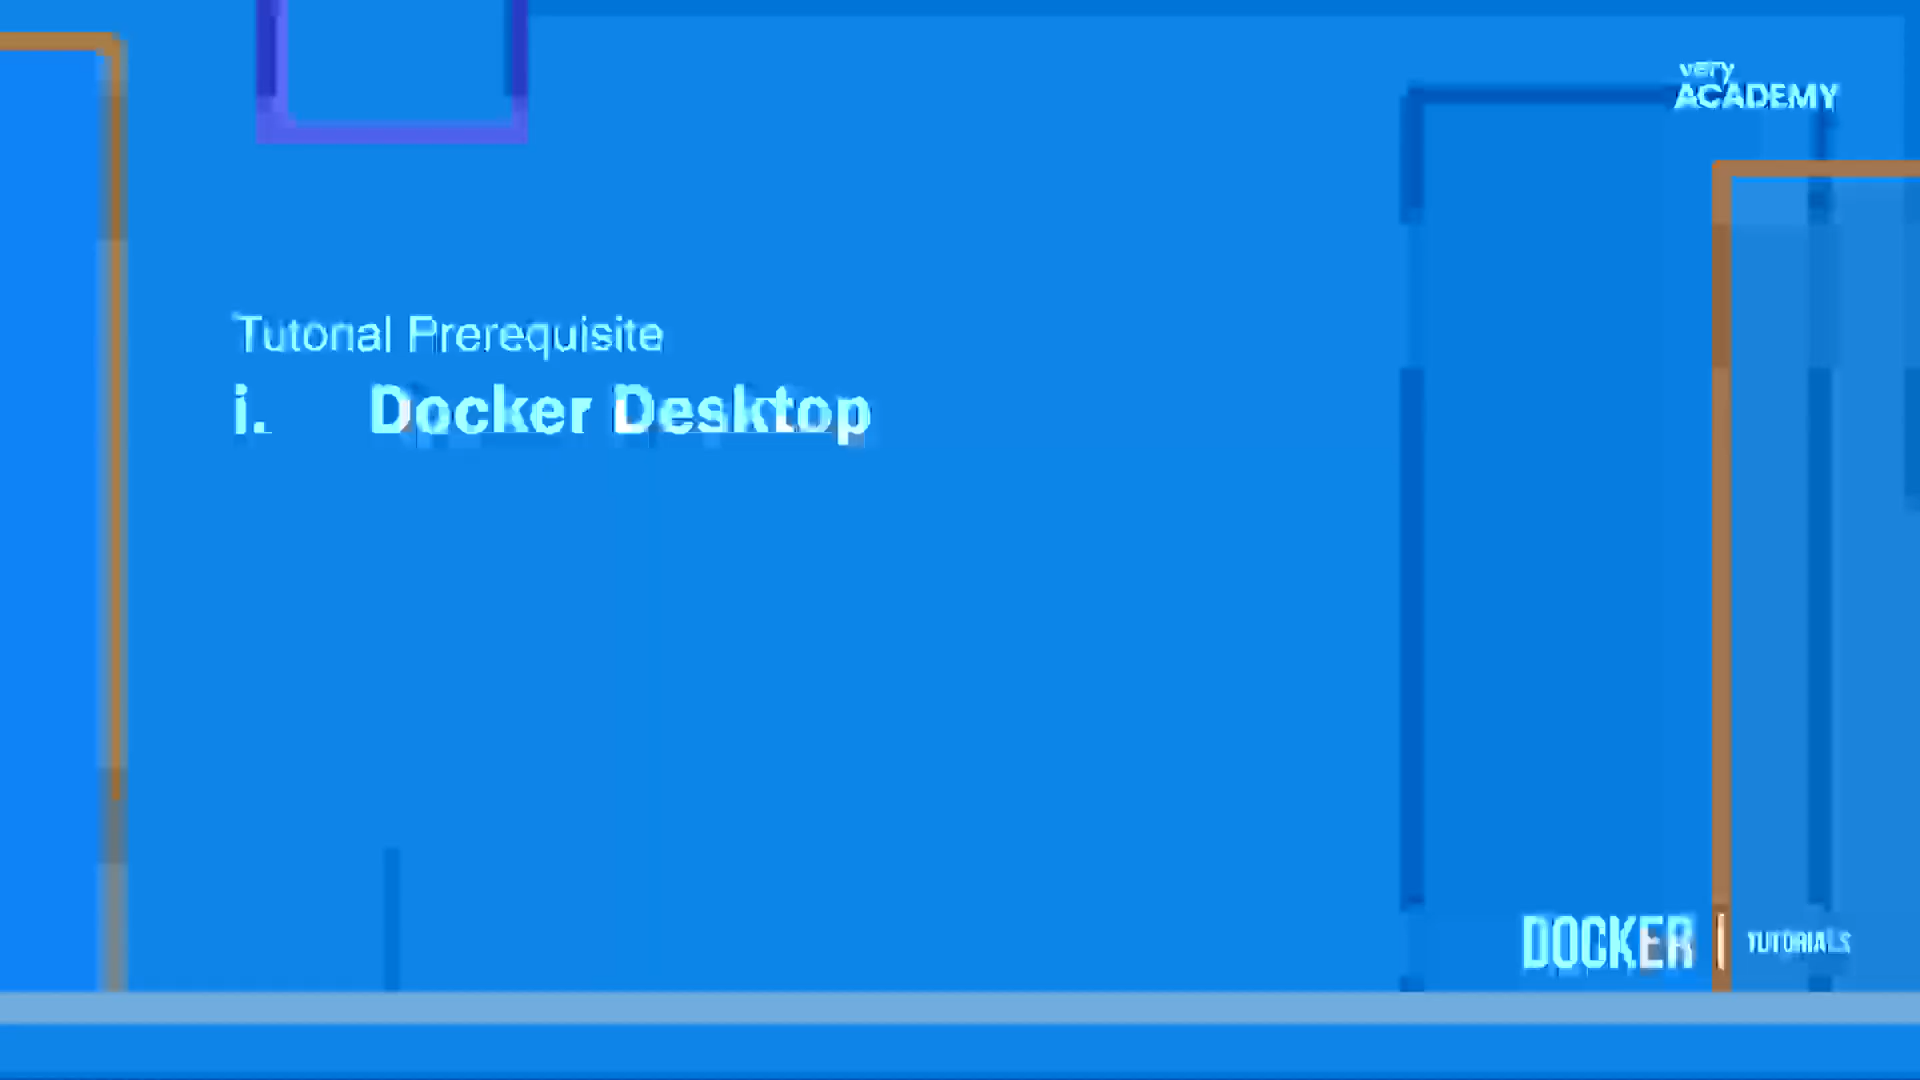 very
ACADEMY
Tutorial Prerequisite
i. Docker Desktop
DOCKER | TUTORIALS